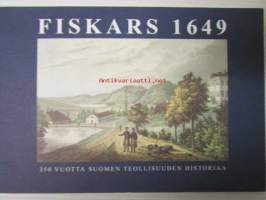 FISKARS 1649
Antikvariaatti.net
350 VUOTTA SUOMEN TEOLLISUUDEN HISTORIAA